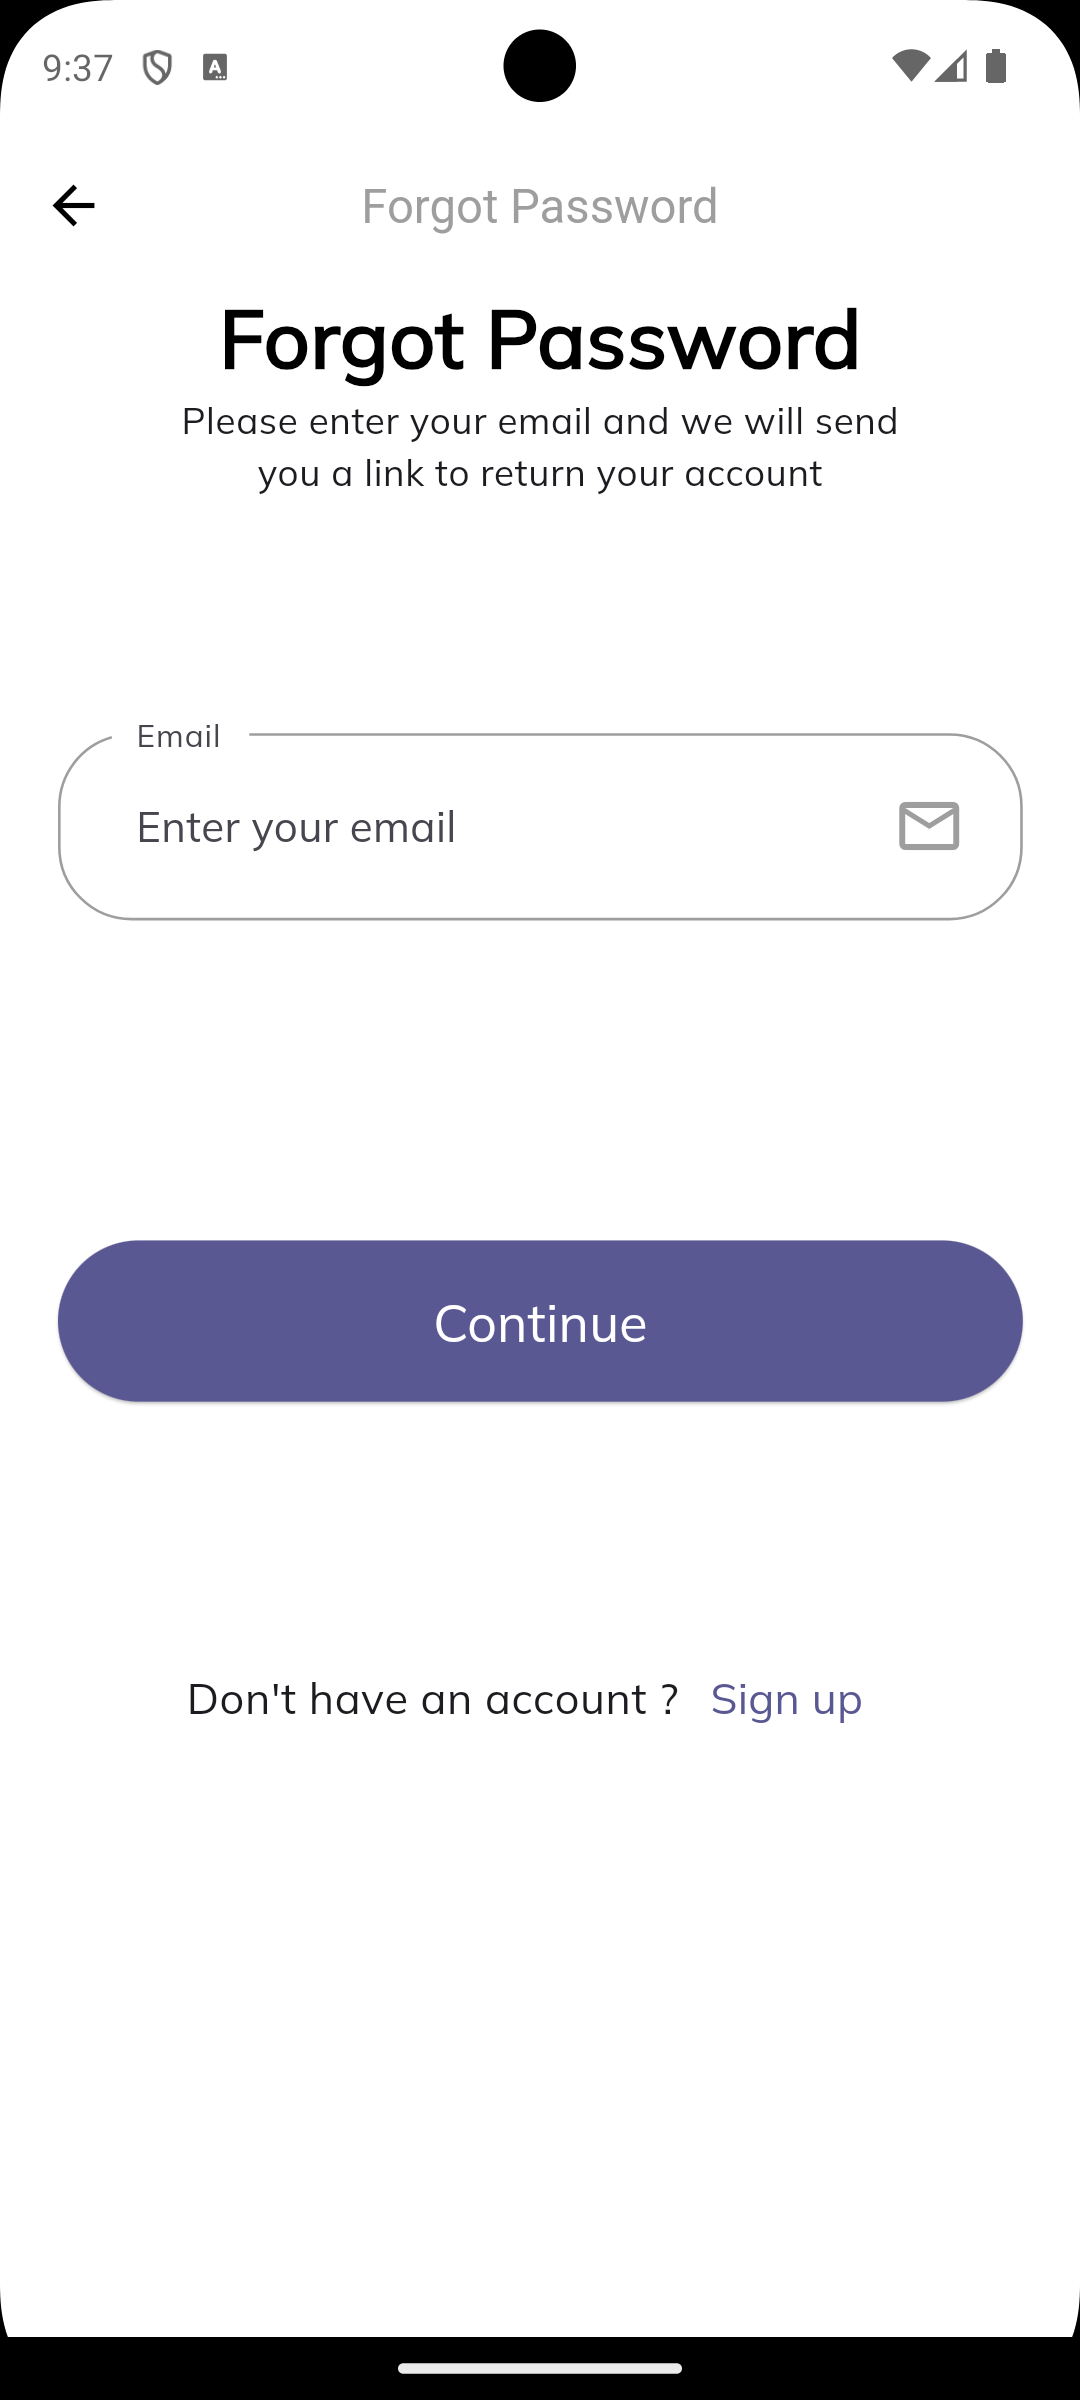 9:37
Forgot Password
Forgot Password
Please enter your email and we will send
you a link to return your account
Email
Enter your email
Continue
Don't have an account ? Sign up